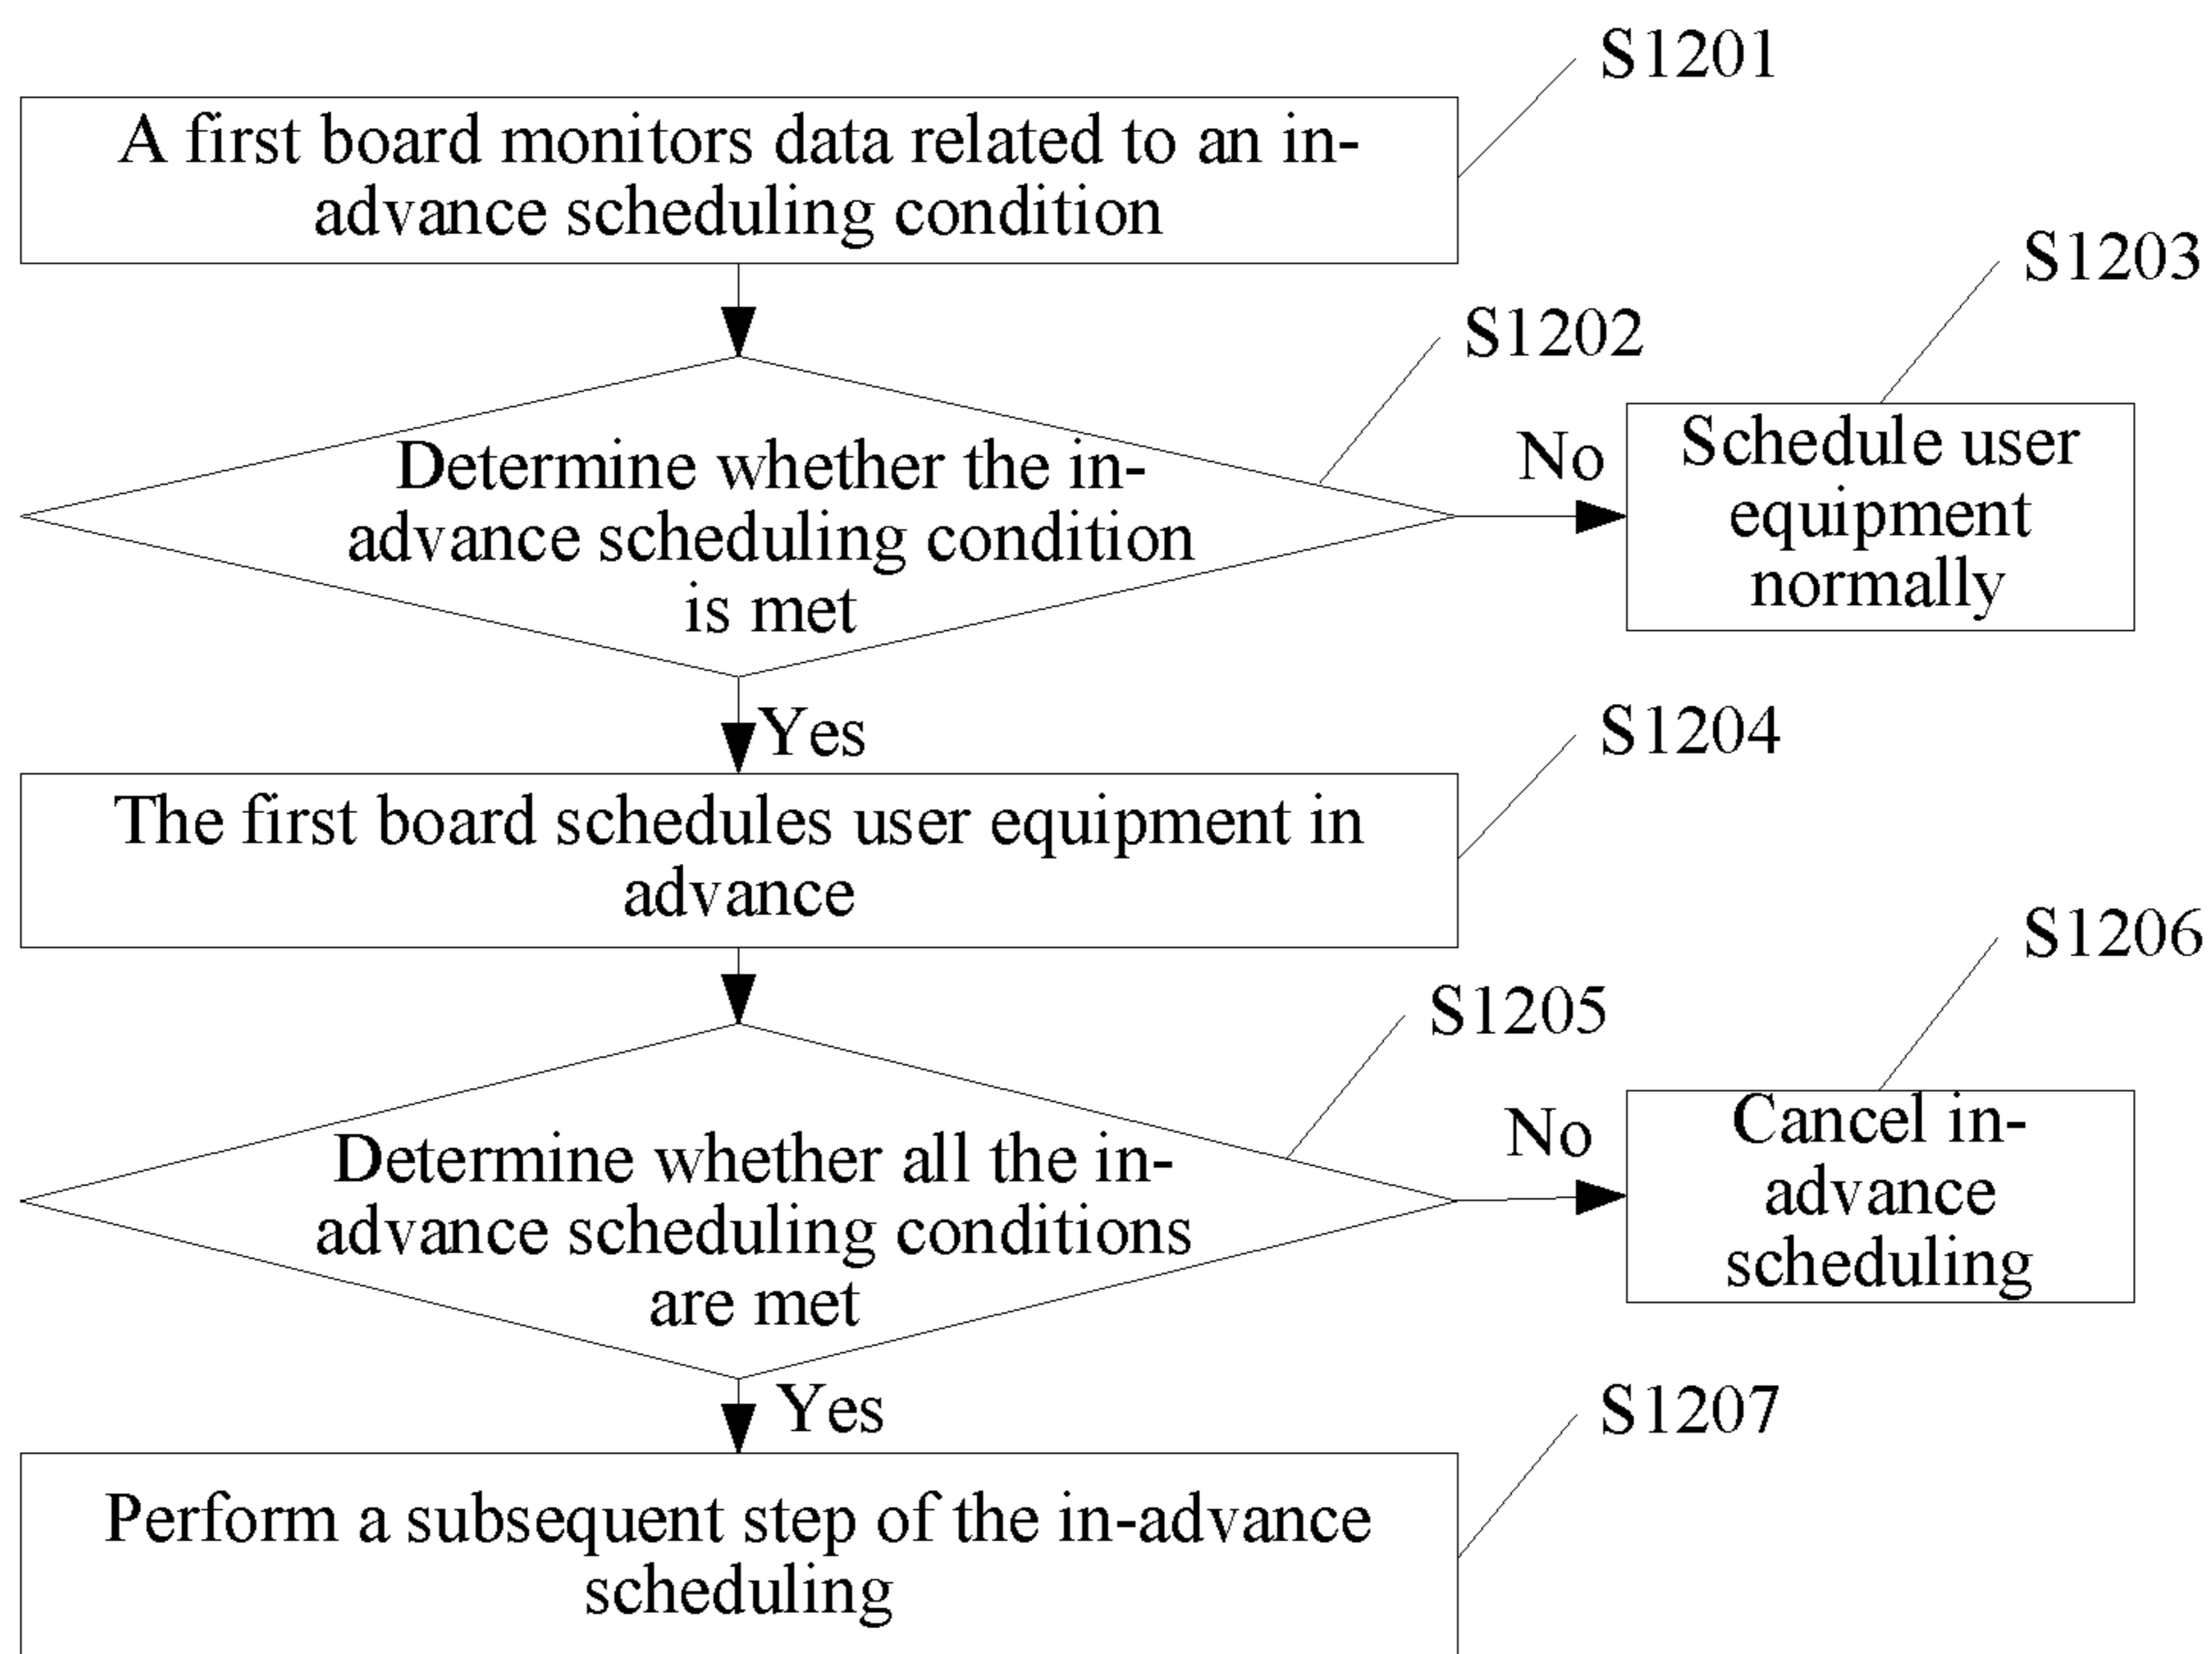 S1201
A first board monitors data related to an in-
advance scheduling condition
S1203
S1202
Determine whether the in-
advance scheduling condition
is met
No
Schedule user
equipment
normally
Yes
S1204
The first board schedules user equipment in
advance
S1206
S1205
Determine whether all the in-
advance scheduling conditions
are met
No
Cancel in-
advance
scheduling
Yes
S1207
Perform a subsequent step of the in-advance
scheduling